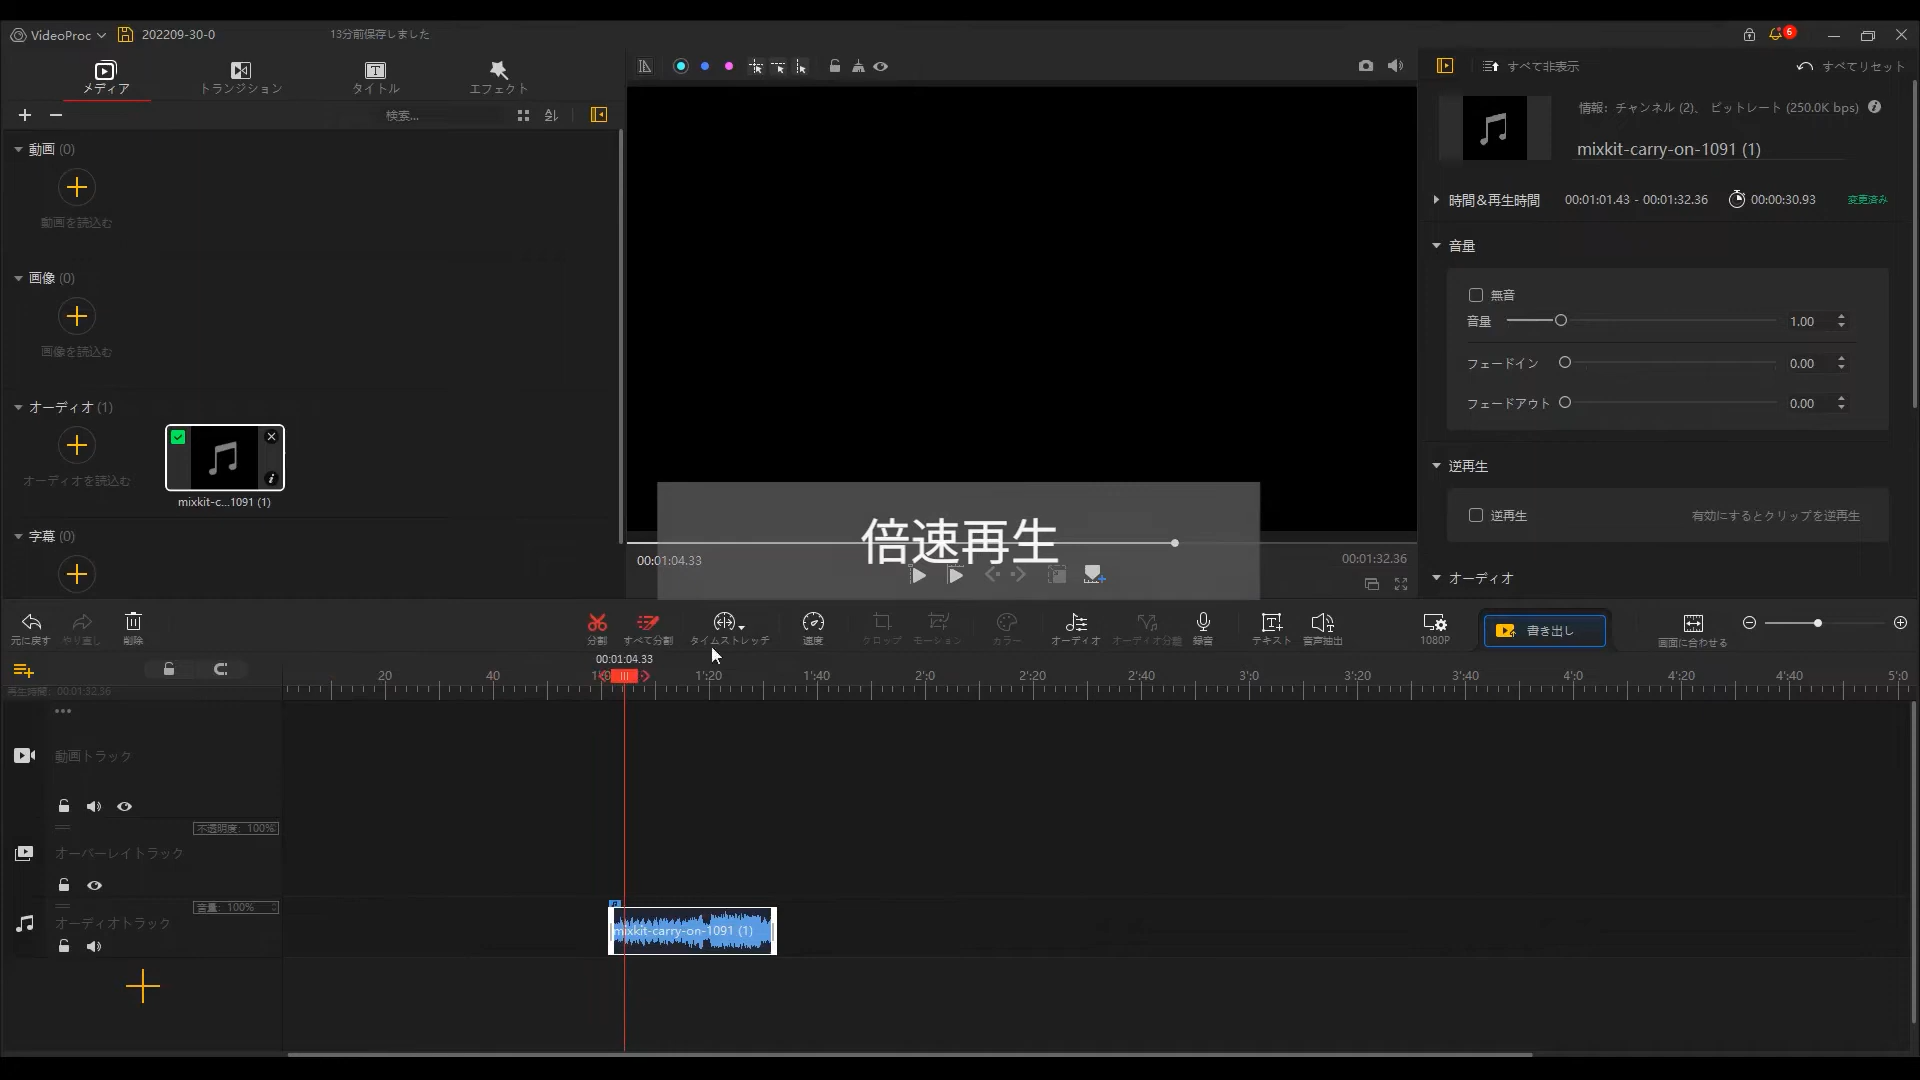 VideoProc
202209-30-0
13分前保存しました
6
メディア
トランジション
タイトル
エフェクト
検索...
動画 (0)
動画を読込む
画像 (0)
画像を読込む
オーディオ (1)
オーディオを読込む
mixkit-c...1091 (1)
字幕 (0)
倍速再生
00:01:04.33
00:01:32.36
すべて非表示
すべてリセット
情報: チャンネル (2)、 ビットレート (250.0K bps)
mixkit-carry-on-1091 (1)
時間&再生時間
00:01:01.43 - 00:01:32.36
00:00:30.93
変更済み
音量
無音
音量
1.00
フェードイン
0.00
フェードアウト
0.00
逆再生
逆再生
有効にするとクリップを逆再生
オーディオ
元に戻す
やり直し
削除
分割
すべて分割
タイムストレッチ
速度
クロップ
モーション
カラー
オーディオ
オーディオ分離
録音
テキスト
音声抽出
1080P
書き出し
画面に合わせる
00:01:04.33
再生時間: 00:01:32.36
20
40
1'20
1'40
2'0
2'20
2'40
3'0
3'20
3'40
4'0
4'20
4'40
5'0
動画トラック
不透明度: 100%
オーバーレイトラック
音量: 100%
オーディオトラック
mixkit-carry-on-1091 (1)